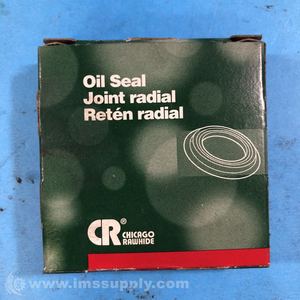 Oil Seal
Joint radial
Retén radial
CR®
CHICAGO
RAWHIDE
© www.imssupply.com